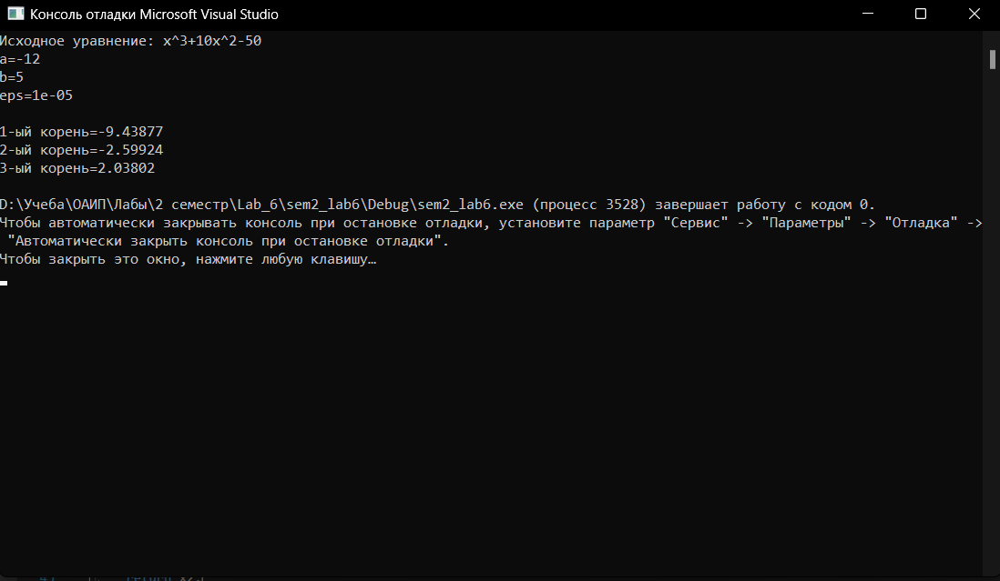 Консоль отладки Microsoft Visual Studio
Исходное уравнение: x^3+10x^2-50
a=-12
b=5
eps=1e-05
1-ый корень=-9.43877
2-ый корень=-2.59924
3-ый корень=2.03802
D:\Учеба\ОАИП\Лабы\2 семестр\Lab_6\sem2_lab6\Debug\sem2_lab6.exe (процесс 3528) завершает работу с кодом 0.
Чтобы автоматически закрывать консоль при остановке отладки, установите параметр "Сервис" -> "Параметры" -> "Отладка" ->
"Автоматически закрыть консоль при остановке отладки".
Чтобы закрыть это окно, нажмите любую клавишу…